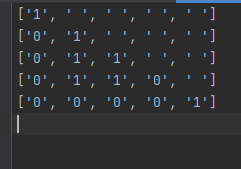 ['1', ' ', ' ', ' ', ' ']
['0', '1', ' ', ' ', ' ']
['0', '1', '1', ' ', ' ']
['0', '1', '1', '0', ' ']
['0', '0', '0', '0', '1']